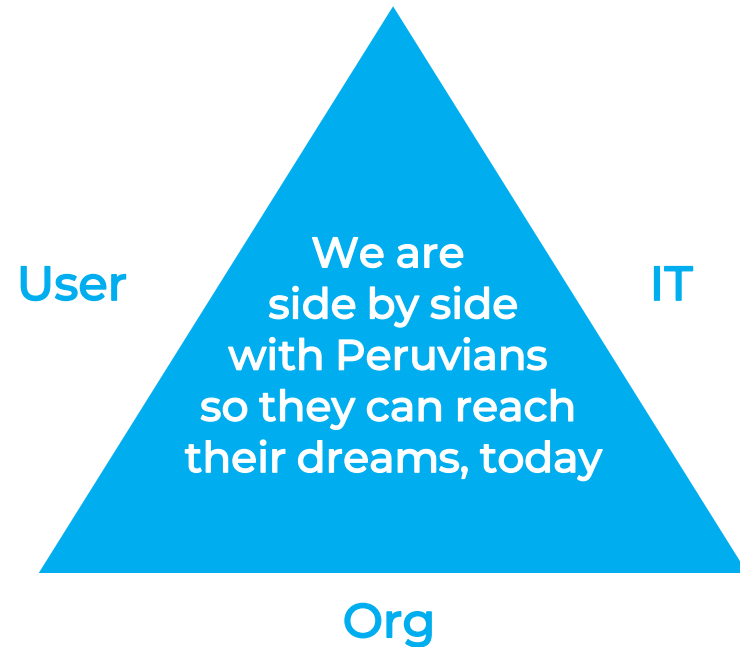 We are
side by side
with Peruvians
so they can reach
their dreams, today
User
IT
Org